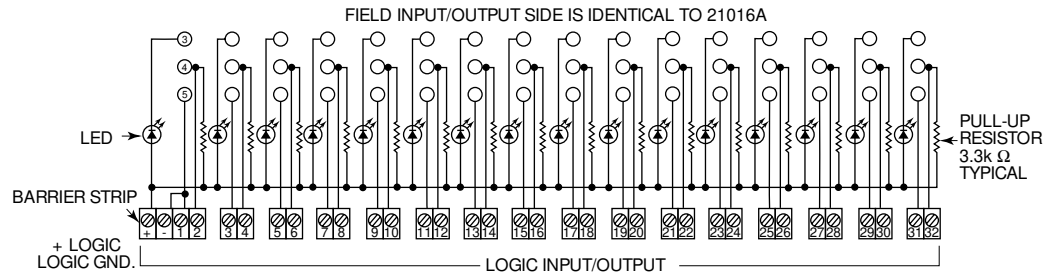 FIELD INPUT/OUTPUT SIDE IS IDENTICAL TO 21016A
3
4
5
LED
PULL-UP
RESISTOR
3.3k Ω
TYPICAL
BARRIER STRIP
+ - 1 2 3 4 5 6 7 8 9 10 11 12 13 14 15 16 17 18 19 20 21 22 23 24 25 26 27 28 29 30 31 32
+ LOGIC
LOGIC GND.
LOGIC INPUT/OUTPUT